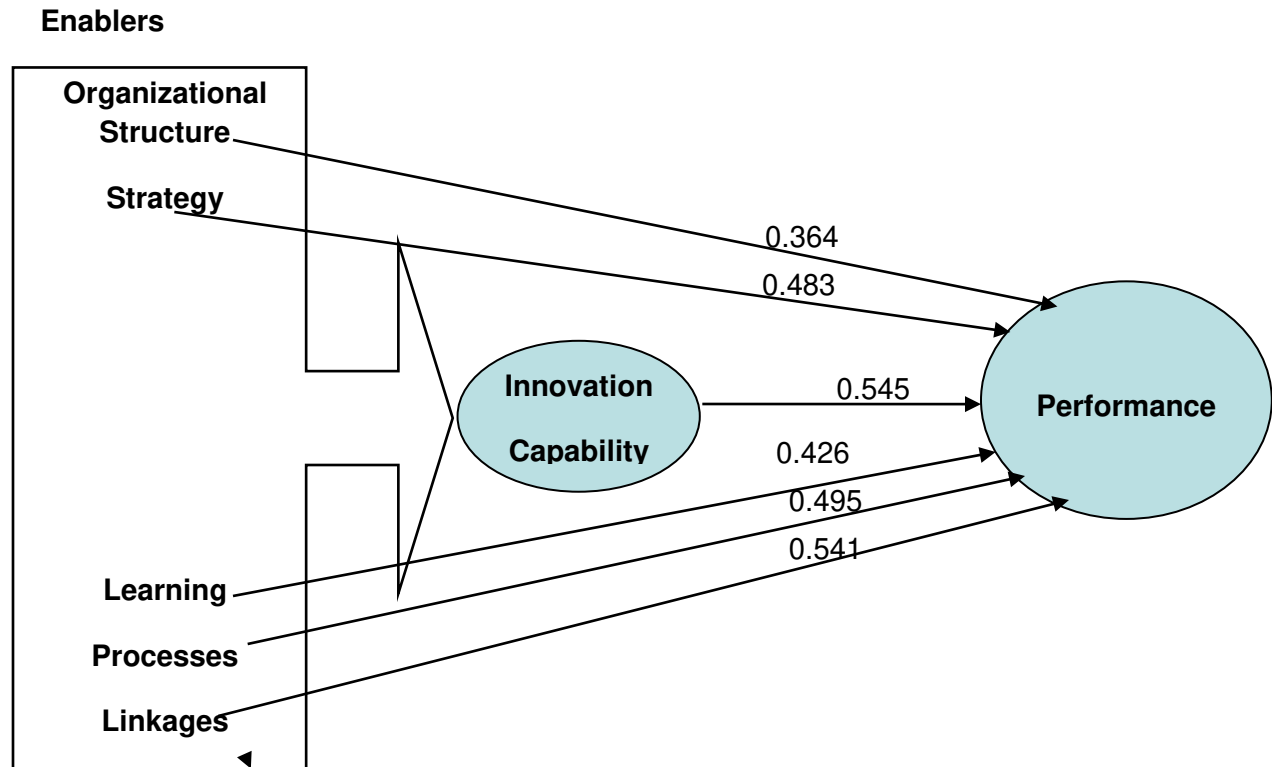 Enablers
Organizational
Structure
Strategy
0.364
0.483
Innovation
Capability
0.545
Performance
0.426
0.495
0.541
Learning
Processes
Linkages